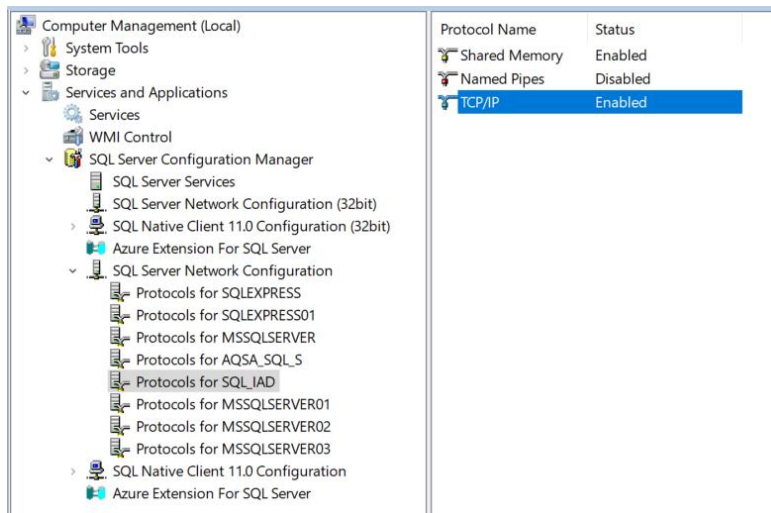 Computer Management (Local)
System Tools
Storage
Services and Applications
Services
WMI Control
SQL Server Configuration Manager
SQL Server Services
SQL Server Network Configuration (32bit)
SQL Native Client 11.0 Configuration (32bit)
Azure Extension For SQL Server
SQL Server Network Configuration
Protocols for SQLEXPRESS
Protocols for SQLEXPRESS01
Protocols for MSSQLSERVER
Protocols for AQSA_SQL_S
Protocols for SQL_IAD
Protocols for MSSQLSERVER01
Protocols for MSSQLSERVER02
Protocols for MSSQLSERVER03
SQL Native Client 11.0 Configuration
Azure Extension For SQL Server
Protocol Name Status
Shared Memory Enabled
Named Pipes Disabled
TCP/IP Enabled